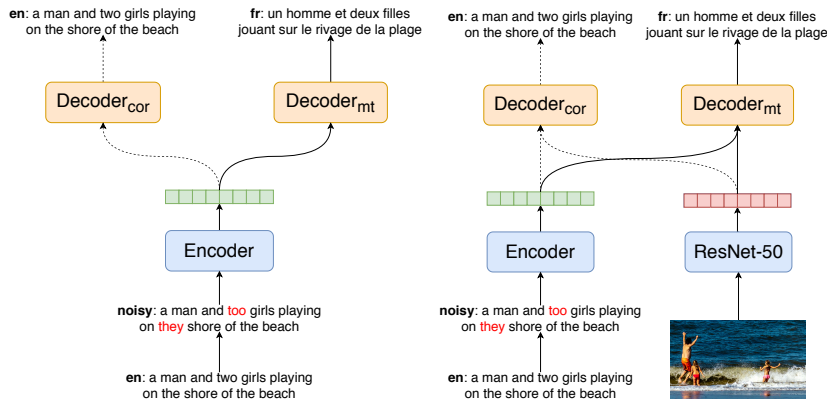 en: a man and two girls playing
on the shore of the beach
fr: un homme et deux filles
jouant sur le rivage de la plage
Decodercor
Decodermt
Encoder
noisy: a man and too girls playing
on they shore of the beach
en: a man and two girls playing
on the shore of the beach
en: a man and two girls playing
on the shore of the beach
fr: un homme et deux filles
jouant sur le rivage de la plage
Decodercor
Decodermt
Encoder
ResNet-50
noisy: a man and too girls playing
on they shore of the beach
en: a man and two girls playing
on the shore of the beach